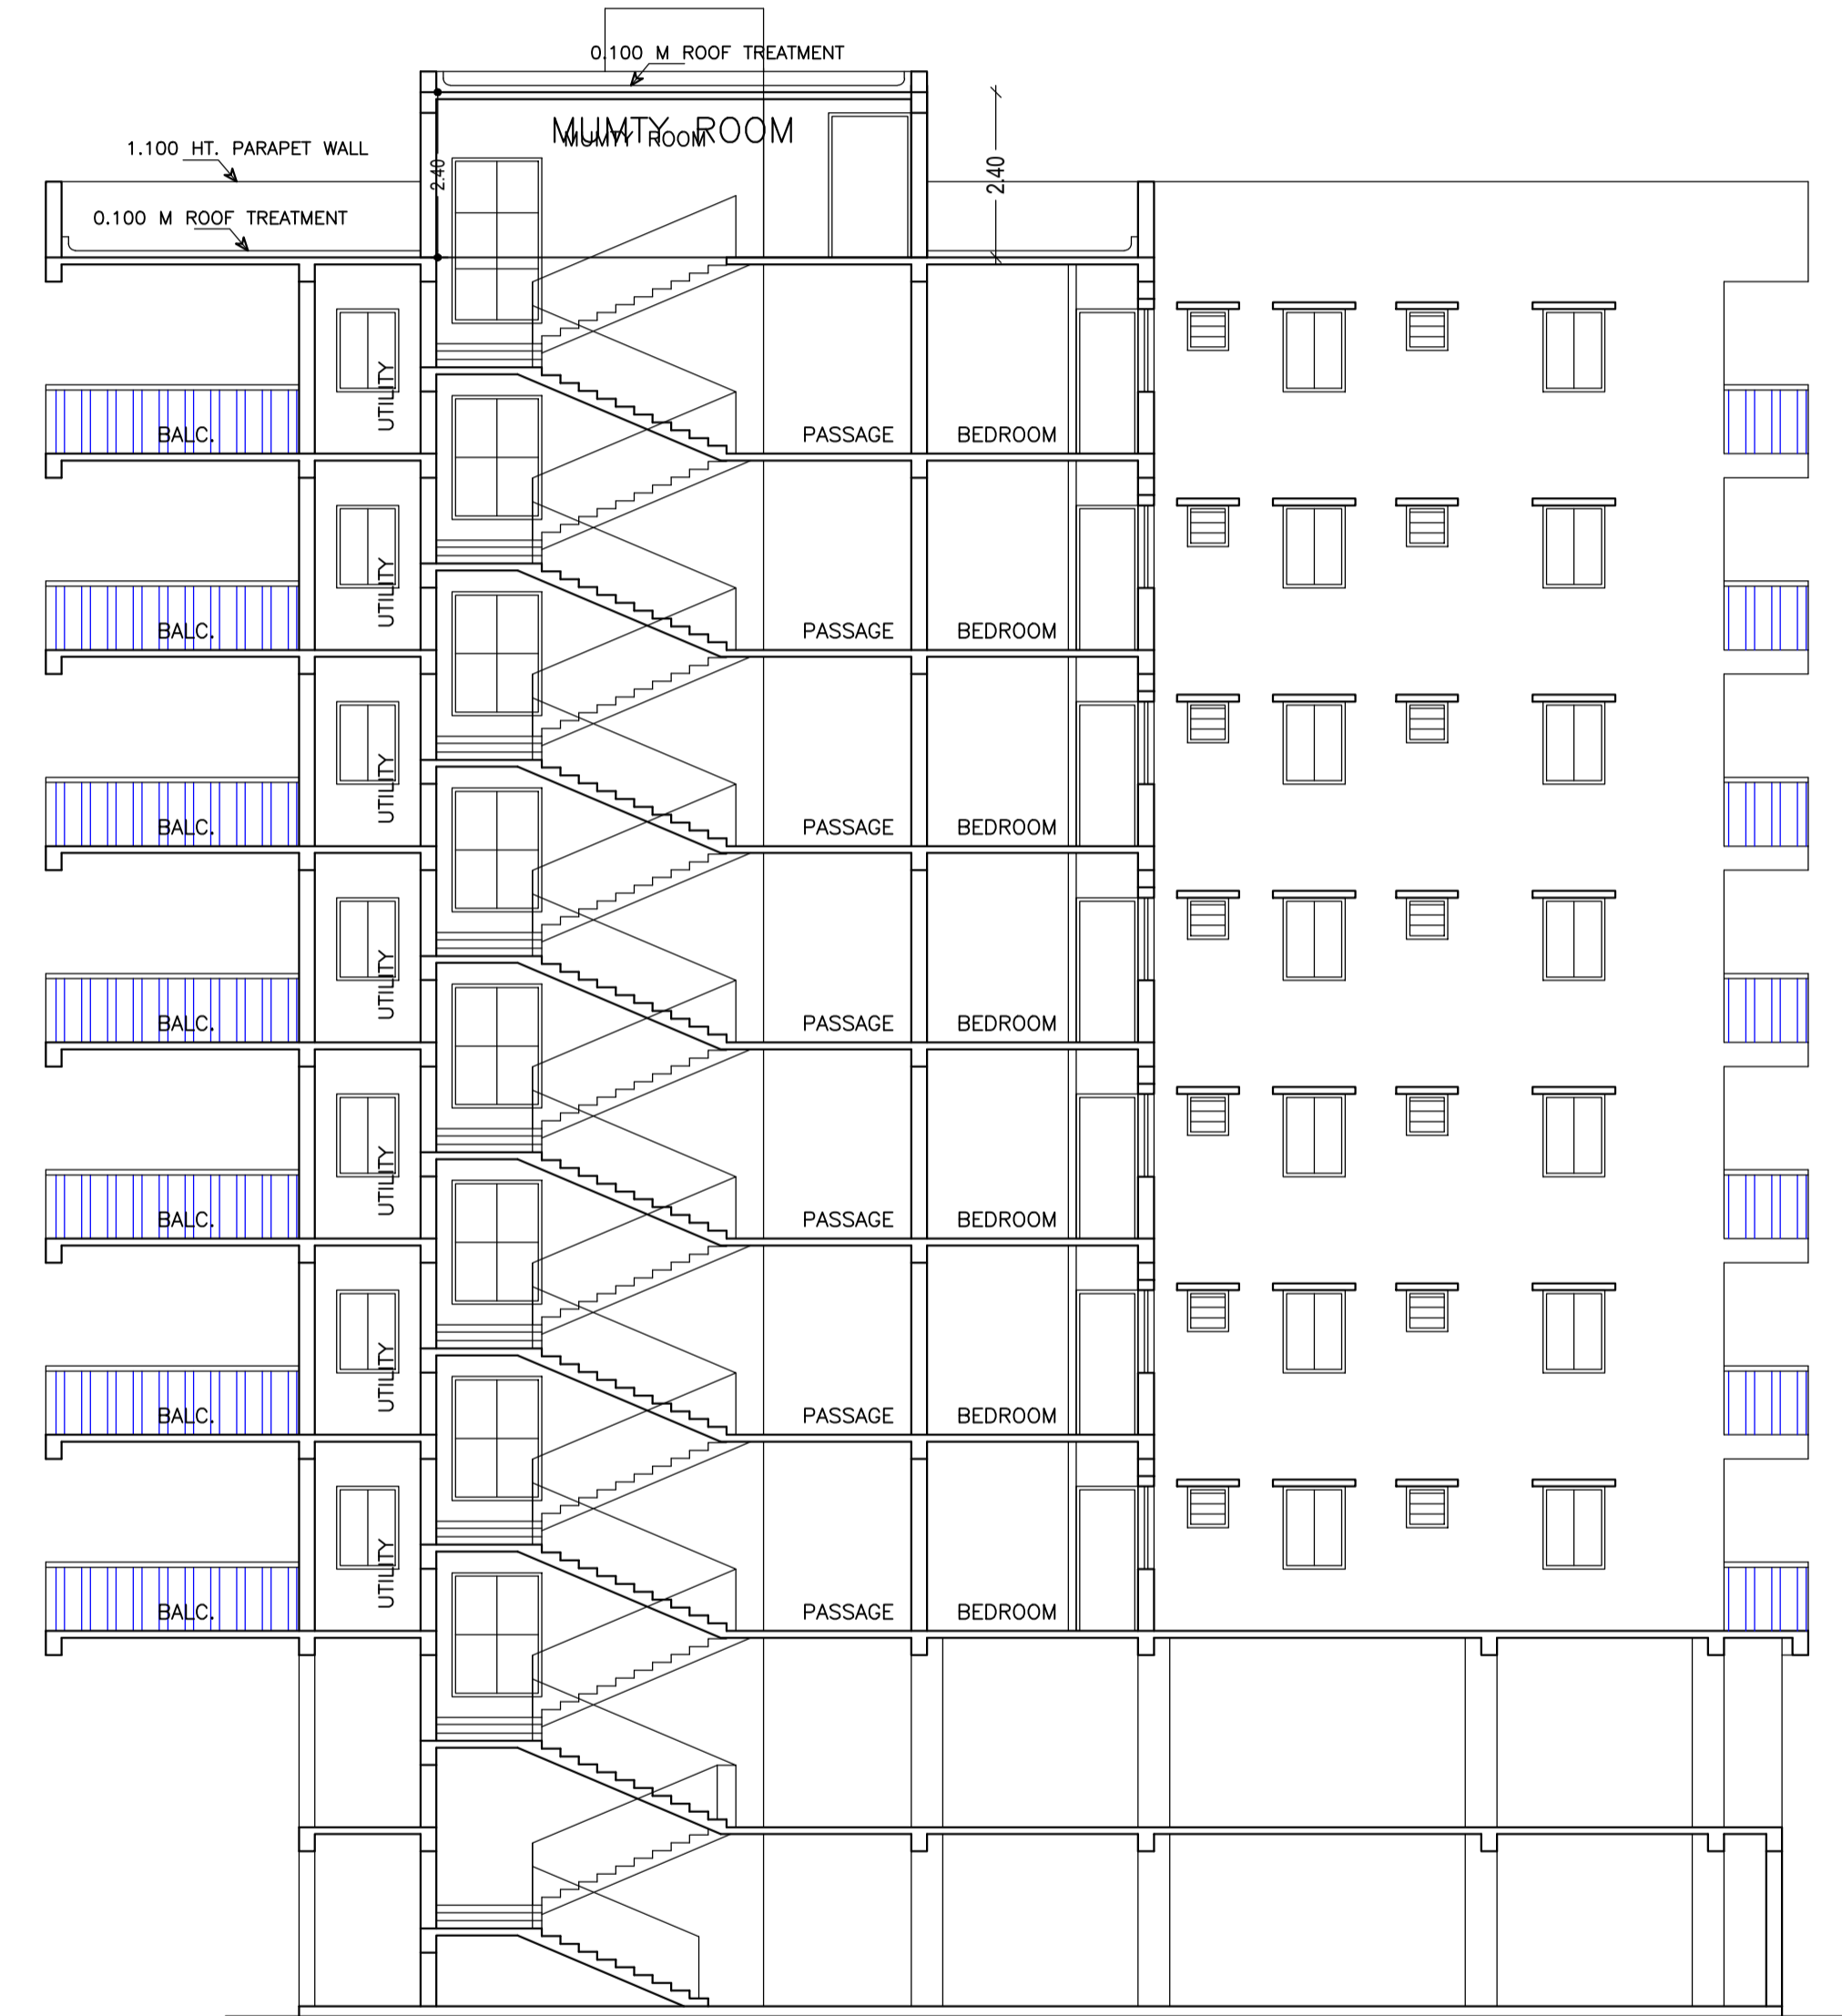 0.100 M ROOF TREATMENT
MUMTY ROOM
MUMTY ROOM
1.100 HT. PARAPET WALL
2.40
2.40
0.100 M ROOF TREATMENT
UTILITY
BALC.
PASSAGE
BEDROOM
UTILITY
BALC.
PASSAGE
BEDROOM
UTILITY
BALC.
PASSAGE
BEDROOM
UTILITY
BALC.
PASSAGE
BEDROOM
UTILITY
BALC.
PASSAGE
BEDROOM
UTILITY
BALC.
PASSAGE
BEDROOM
UTILITY
BALC.
PASSAGE
BEDROOM